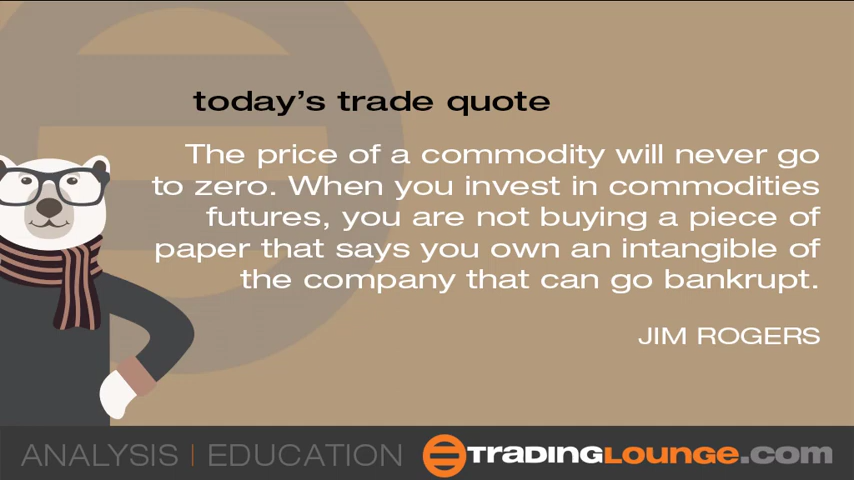 today's trade quote
The price of a commodity will never go
to zero. When you invest in commodities
futures, you are not buying a piece of
paper that says you own an intangible of
the company that can go bankrupt.
JIM ROGERS
ANALYSIS | EDUCATION TRADINGLOUNGE.com